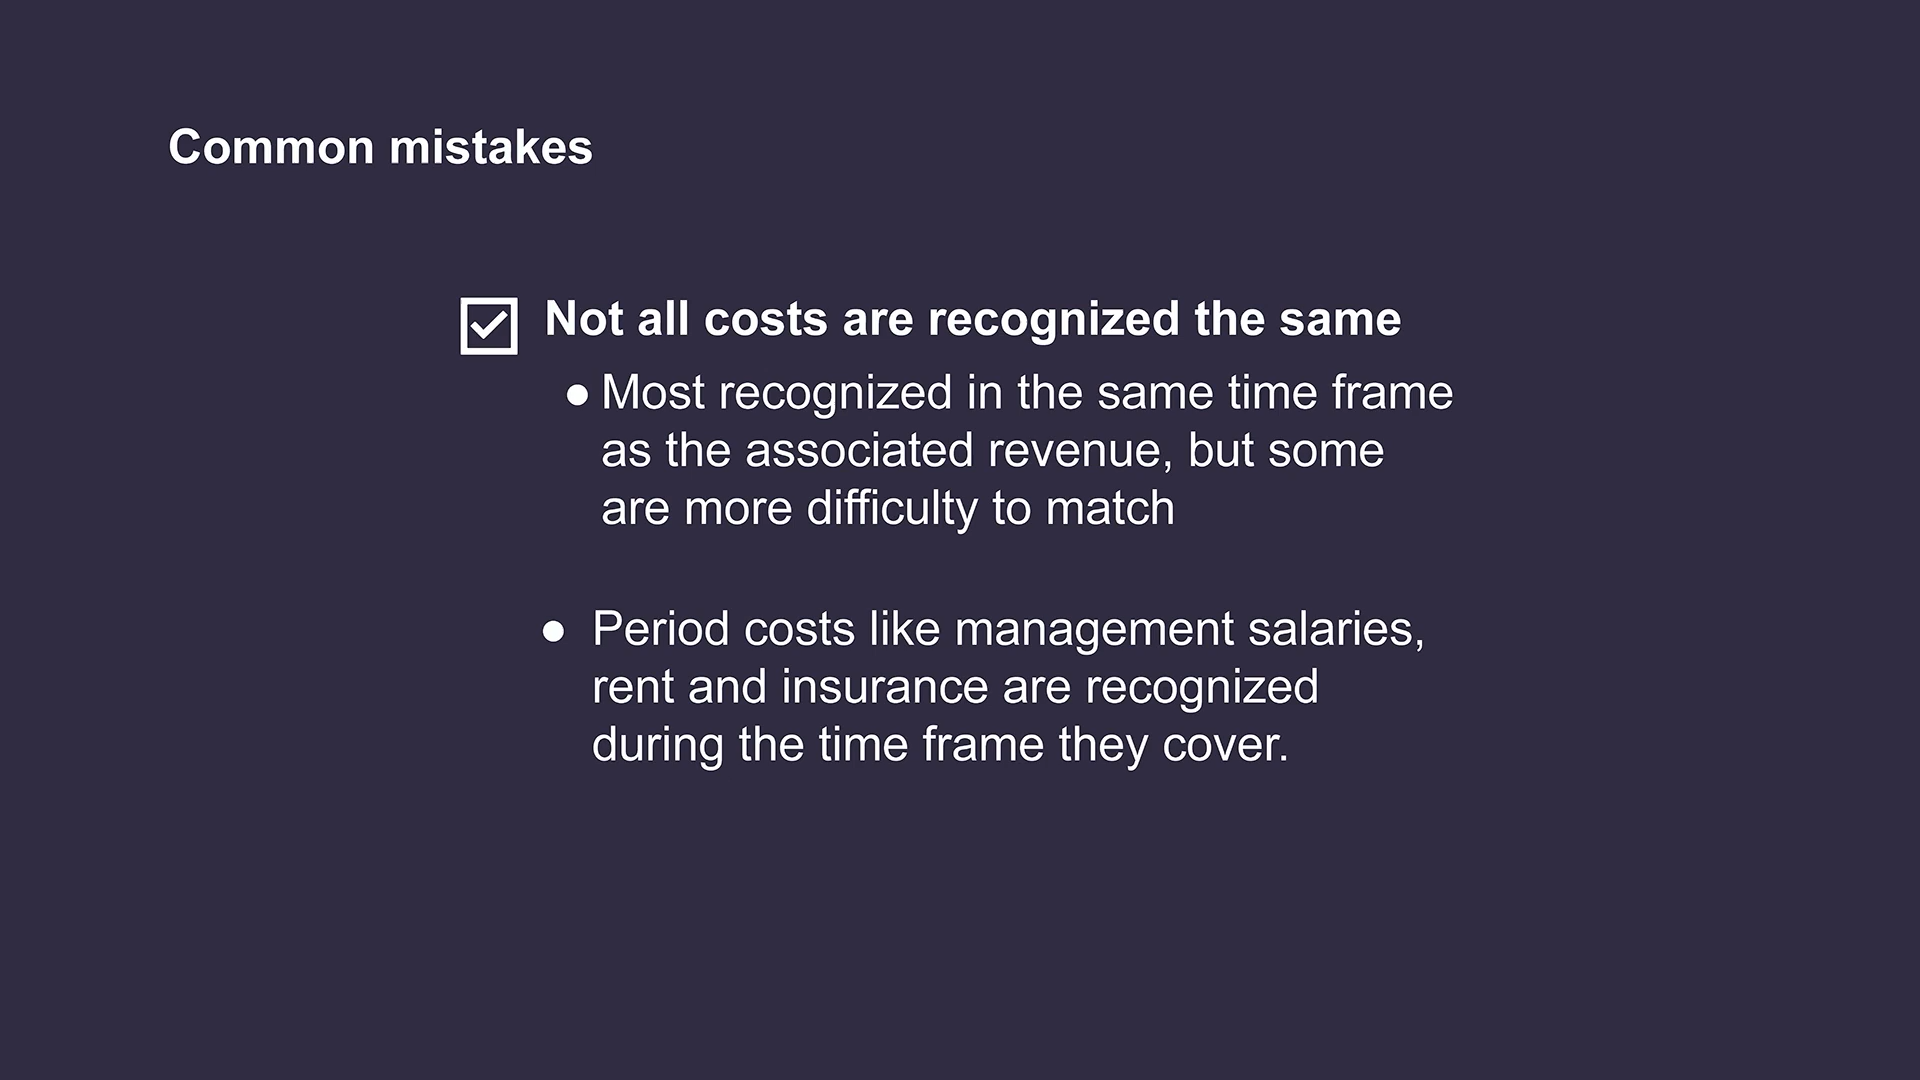 Common mistakes
Not all costs are recognized the same
● Most recognized in the same time frame
as the associated revenue, but some
are more difficulty to match
● Period costs like management salaries,
rent and insurance are recognized
during the time frame they cover.